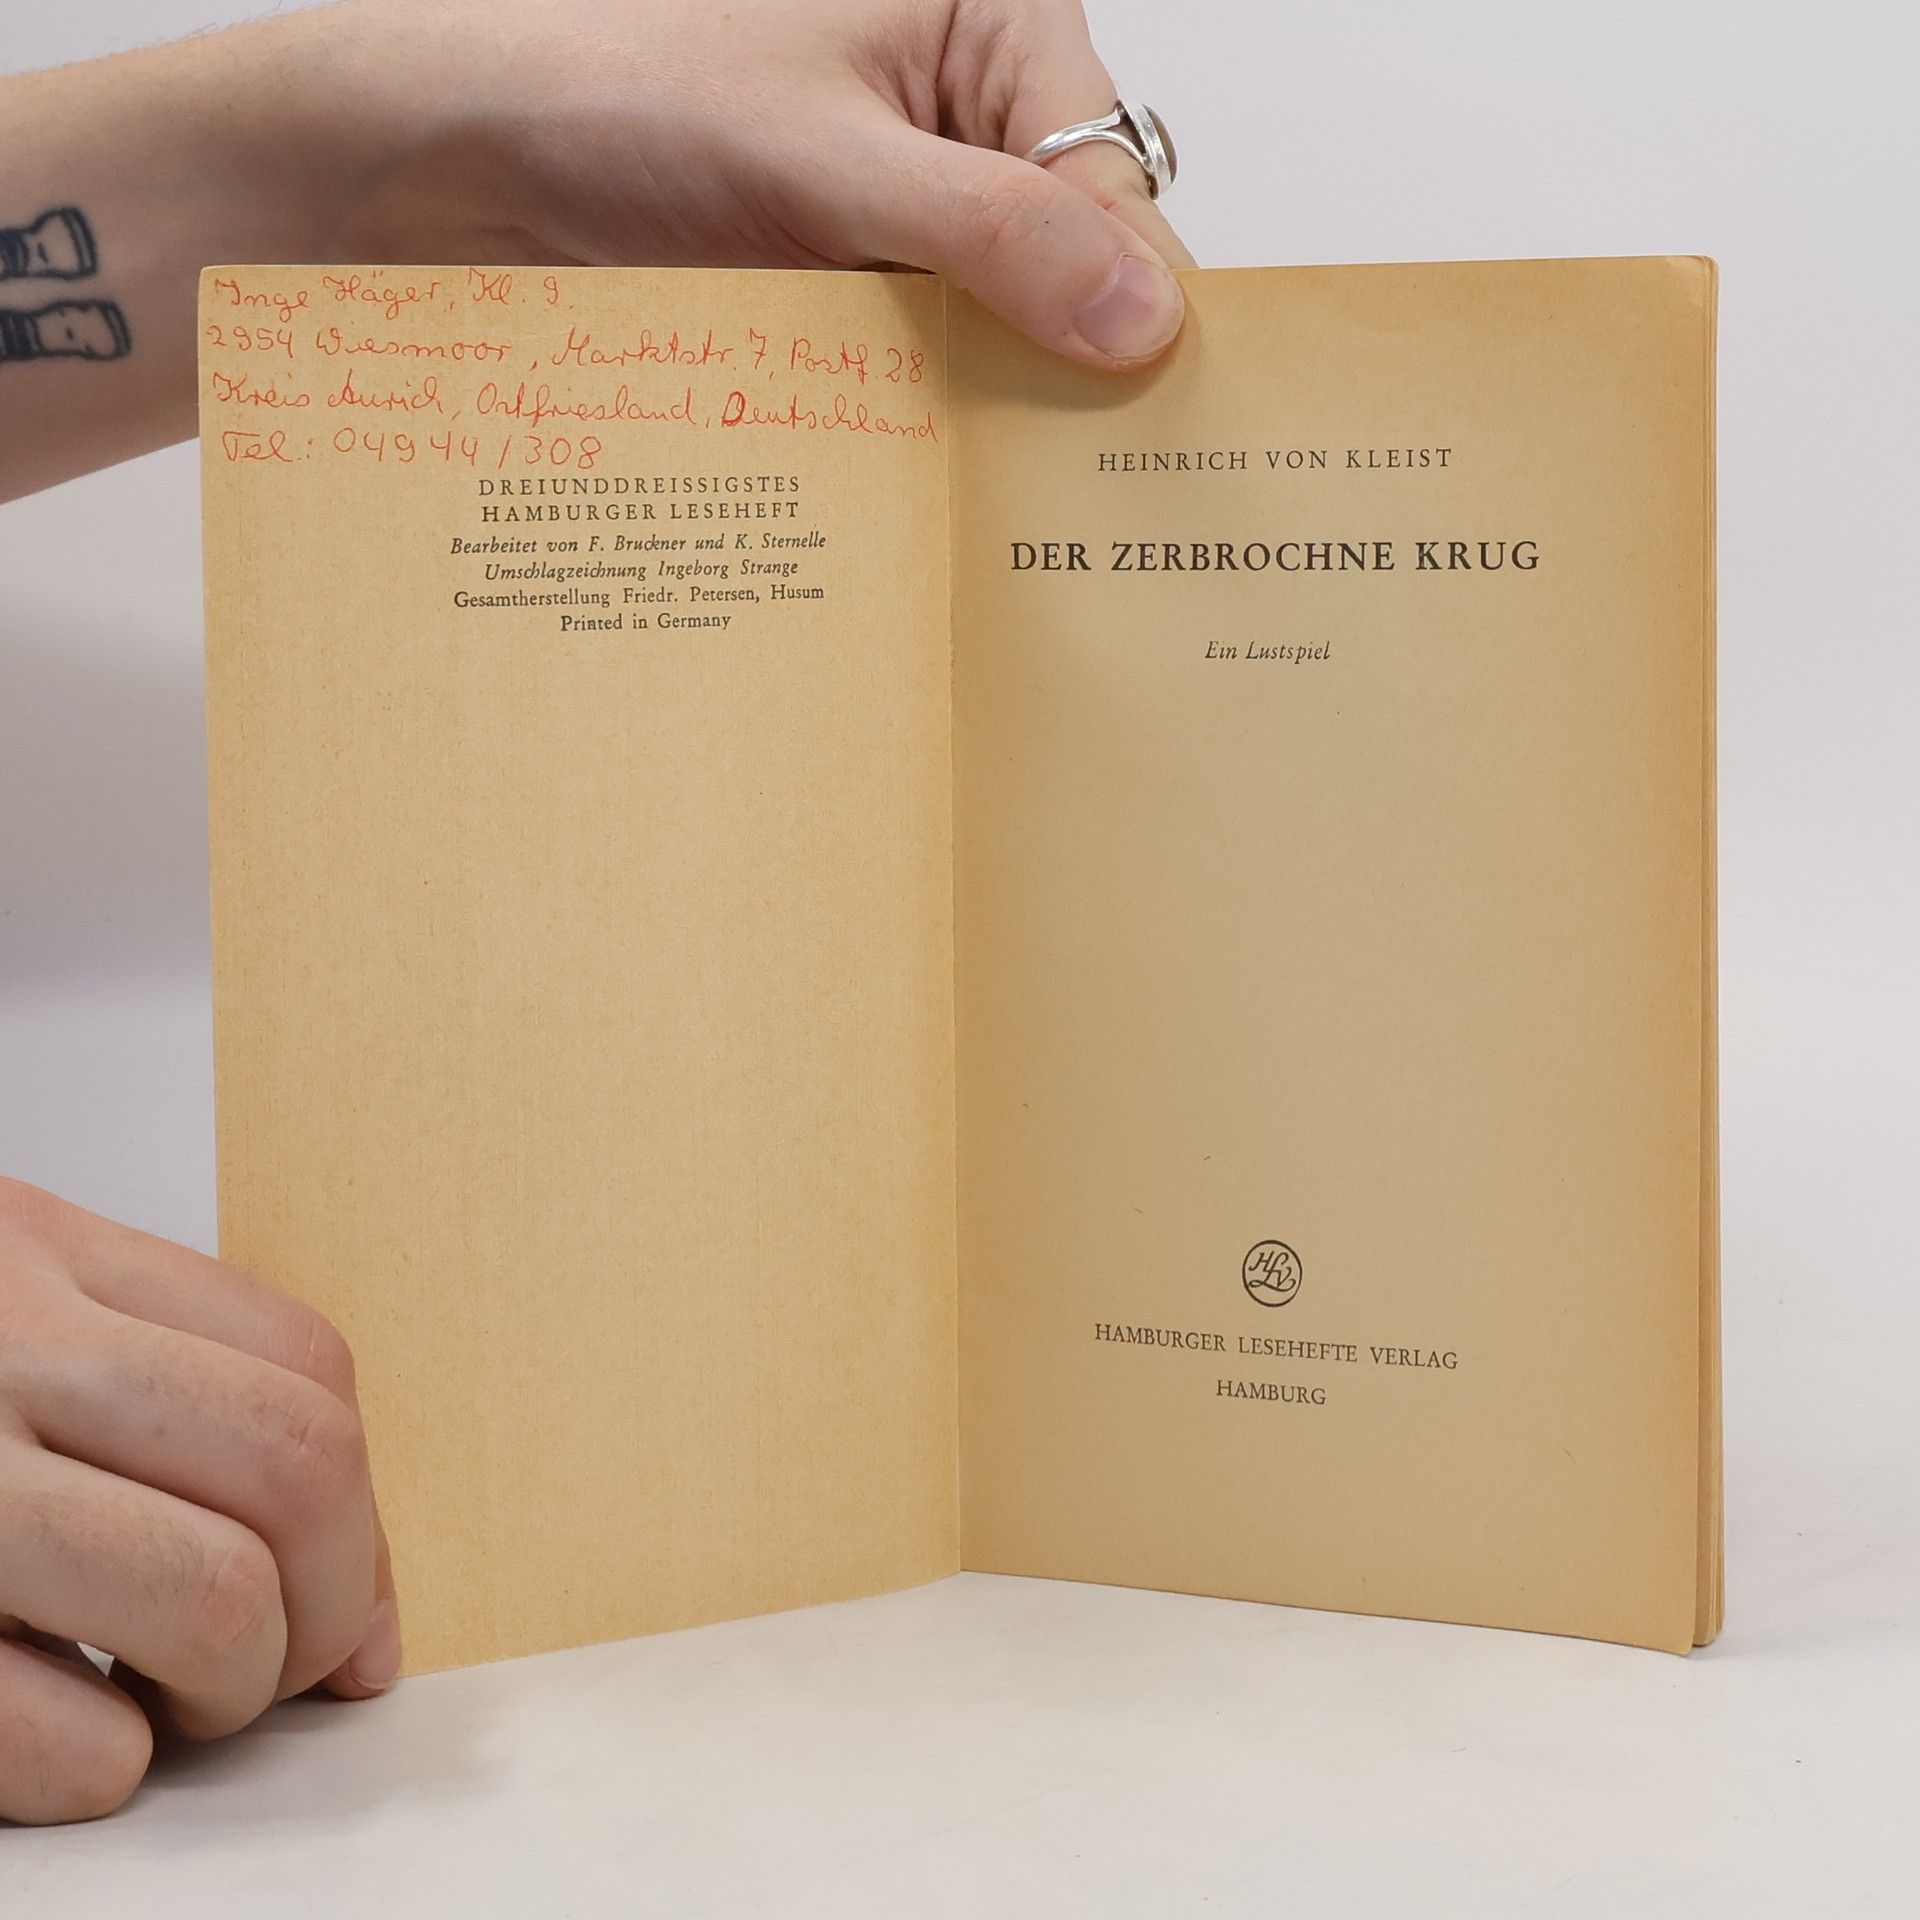 Inge Häger, Kl. 9.
2954 Wiesmoor, Marktstr. 7, Postf. 28
Kreis Aurich, Ostfriesland, Deutschland
Tel.: 04944/308
DREIUNDDREISSIGSTES
HAMBURGER LESEHEFT
Bearbeitet von F. Bruckner und K. Sternelle
Umschlagzeichnung Ingeborg Strange
Gesamtherstellung Friedr. Petersen, Husum
Printed in Germany
HEINRICH VON KLEIST
DER ZERBROCHNE KRUG
Ein Lustspiel
HLV
HAMBURGER LESEHEFTE VERLAG
HAMBURG